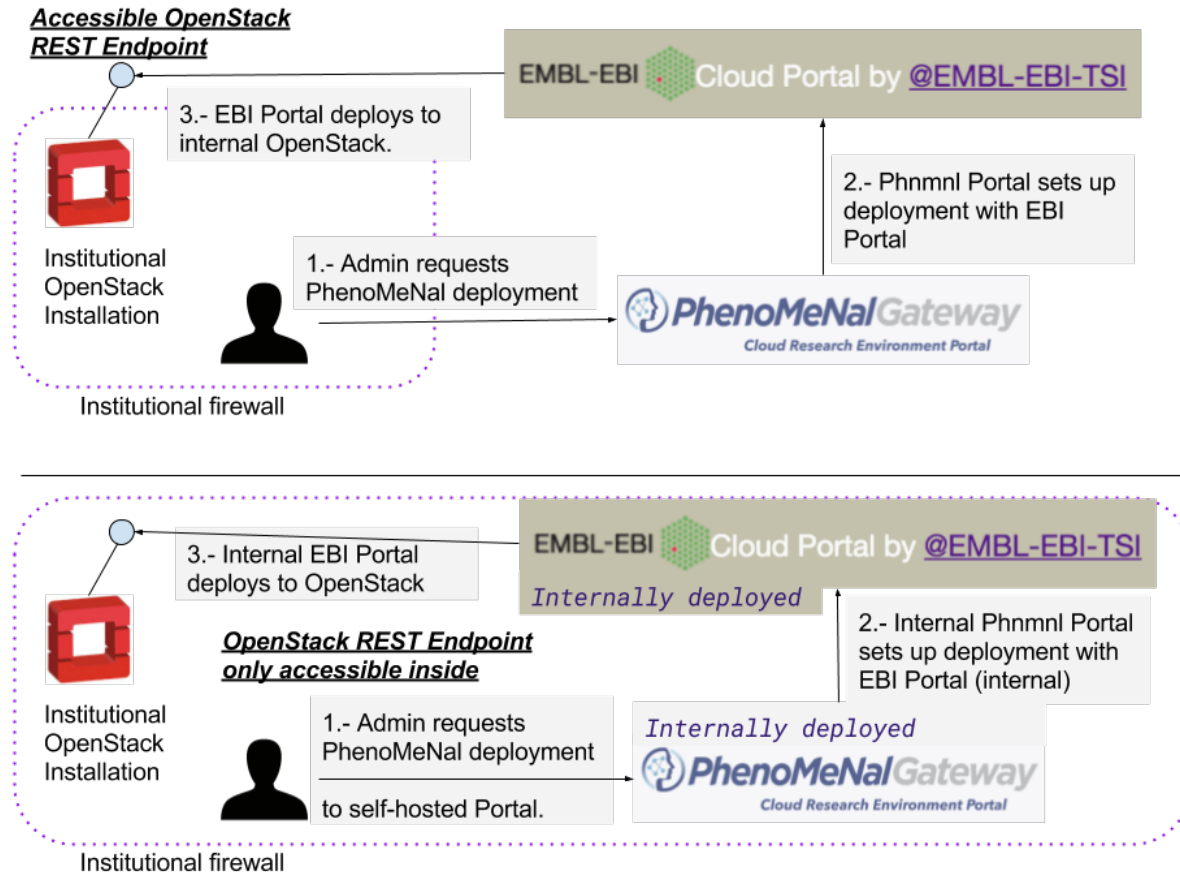 Accessible OpenStack
REST Endpoint
EMBL-EBI Cloud Portal by @EMBL-EBI-TSI
3.- EBI Portal deploys to
internal OpenStack.
2.- Phnmnl Portal sets up
deployment with EBI
Portal
Institutional
OpenStack
Installation
1.- Admin requests
PhenoMeNal deployment
PhenoMeNalGateway
Cloud Research Environment Portal
Institutional firewall
EMBL-EBI Cloud Portal by @EMBL-EBI-TSI
Internally deployed
3.- Internal EBI Portal
deploys to OpenStack
2.- Internal Phnmnl Portal
sets up deployment with
EBI Portal (internal)
OpenStack REST Endpoint
only accessible inside
Institutional
OpenStack
Installation
1.- Admin requests
PhenoMeNal deployment
to self-hosted Portal.
Internally deployed
PhenoMeNalGateway
Cloud Research Environment Portal
Institutional firewall